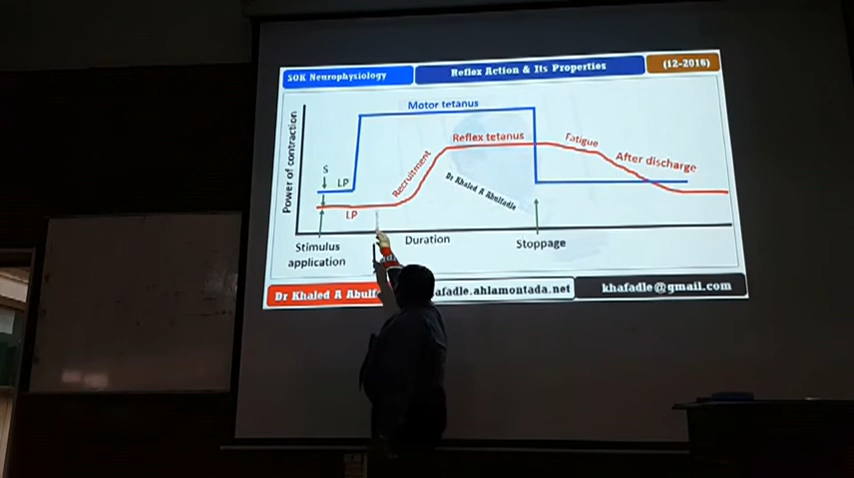 SOK Neurophysiology
Reflex Action & Its Properties
(12-2016)
Power of contraction
Motor tetanus
Reflex tetanus
Fatigue
After discharge
Recruitment
Dr Khaled A Abulfadle
S
LP
LP
Stimulus
application
Duration
Stoppage
Dr Khaled A Abulf
afadle.ahlamontada.net
khafadle@gmail.com